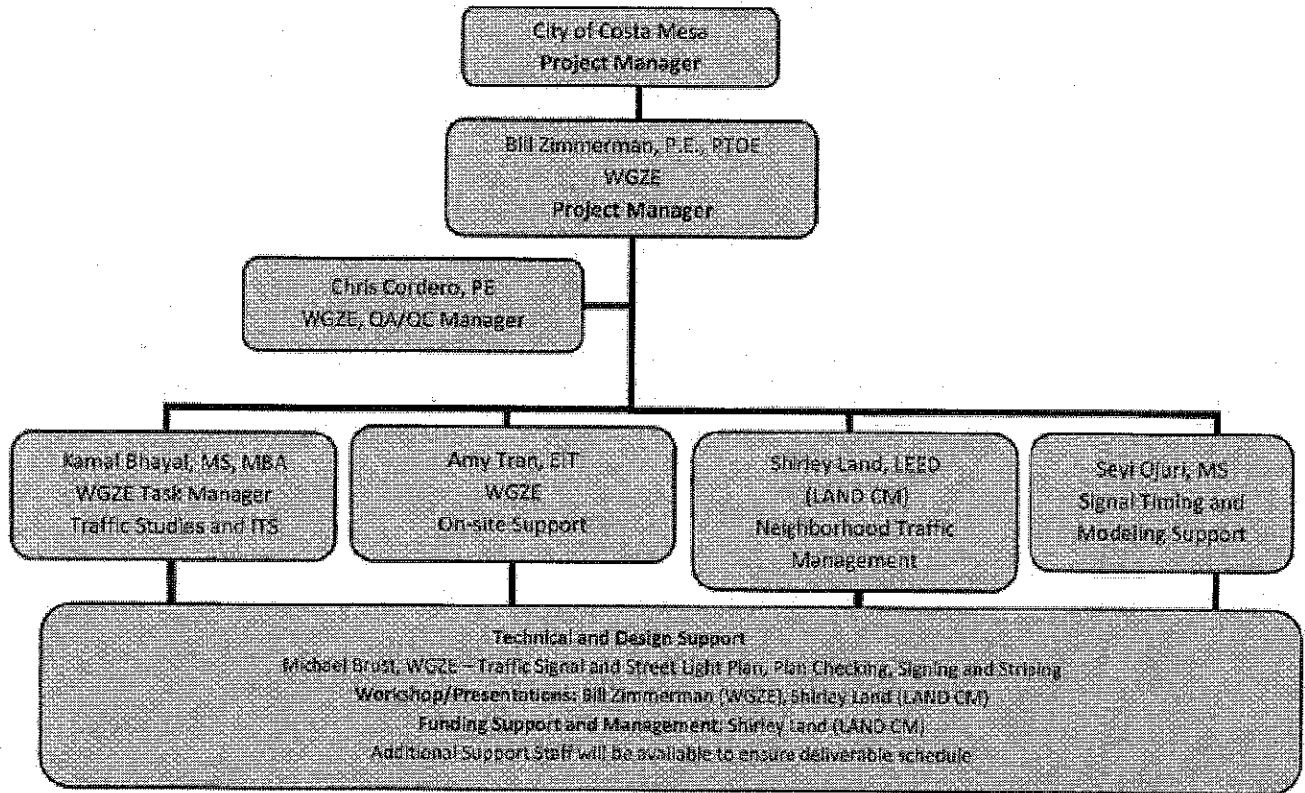 City of Costa Mesa
Project Manager
Bill Zimmerman, P.E., PTOE
WGZE
Project Manager
Chris Cordero, PE
WGZE, QA/QC Manager
Kamal Bhayal, MS, MBA
WGZE Task Manager
Traffic Studies and ITS
Amy Tran, EIT
WGZE
On-site Support
Shirley Land, LEED
(LAND CM)
Neighborhood Traffic
Management
Seyi Ojuri, MS
Signal Timing and
Modeling Support
Technical and Design Support
Michael Brust, WGZE – Traffic Signal and Street Light Plan, Plan Checking, Signing and Striping
Workshop/Presentations: Bill Zimmerman (WGZE), Shirley Land (LAND CM)
Funding Support and Management: Shirley Land (LAND CM)
Additional Support Staff will be available to ensure deliverable schedule